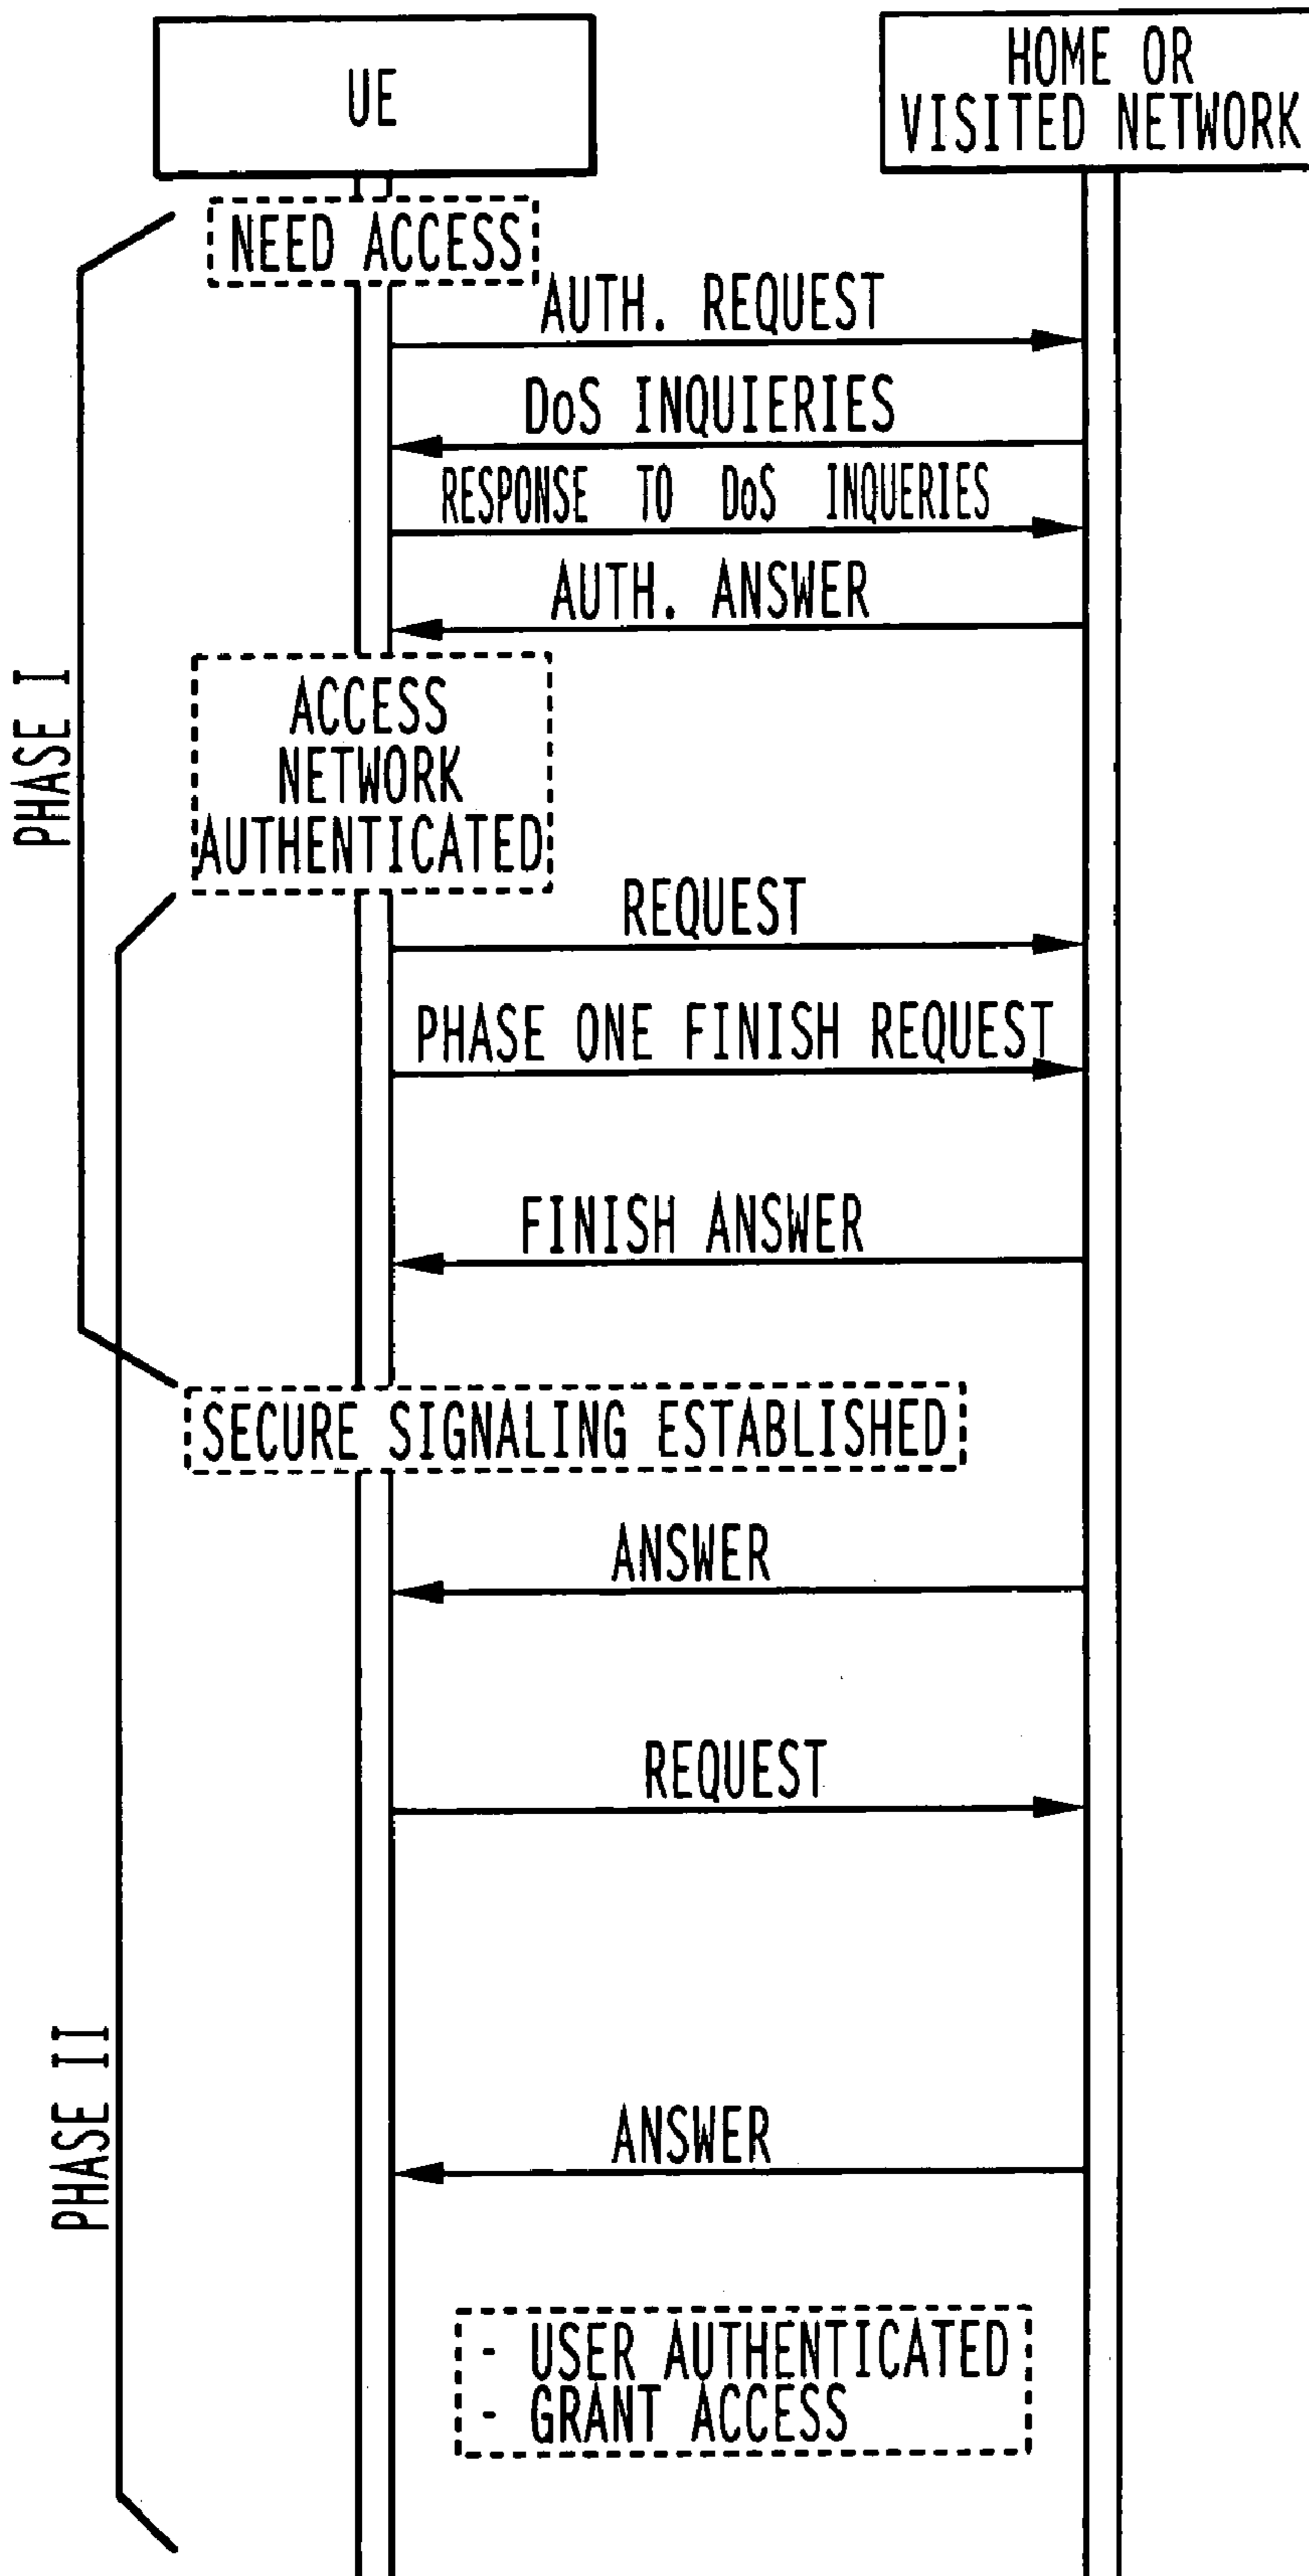 UE
HOME OR
VISITED NETWORK
NEED ACCESS
AUTH. REQUEST
DoS INQUIERIES
RESPONSE TO DoS INQUERIES
AUTH. ANSWER
PHASE I
ACCESS
NETWORK
AUTHENTICATED
REQUEST
PHASE ONE FINISH REQUEST
FINISH ANSWER
SECURE SIGNALING ESTABLISHED
ANSWER
REQUEST
PHASE II
ANSWER
- USER AUTHENTICATED
- GRANT ACCESS